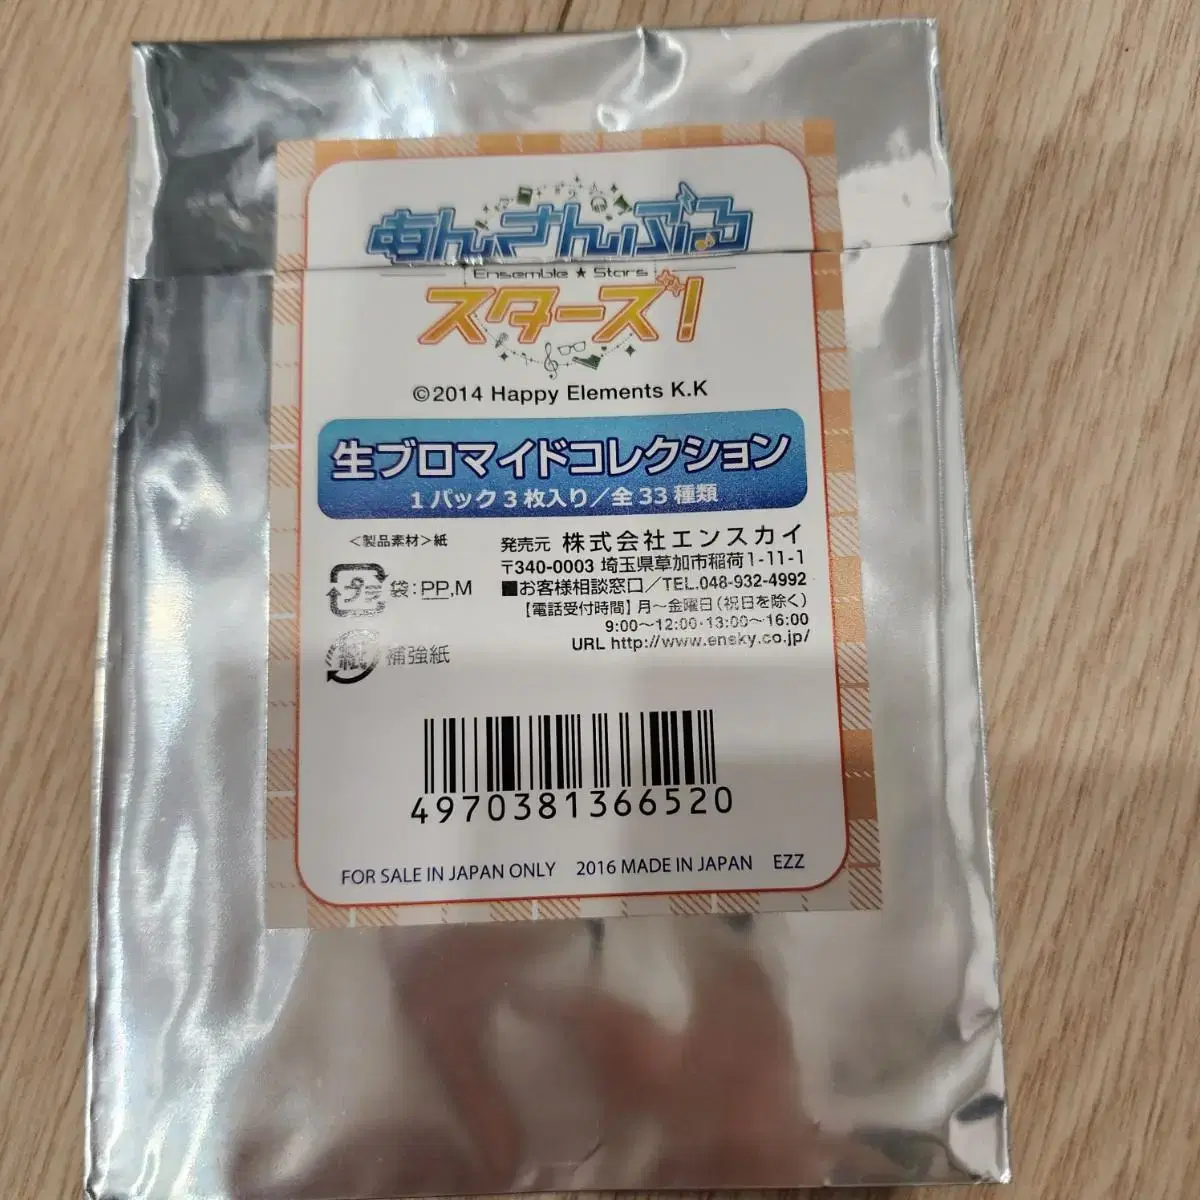 あんさんぶる
Ensemble ★ Stars
スターズ!
©2014 Happy Elements K.K
生ブロマイドコレクション
1パック3枚入り/全33種類
<製品素材>紙
プラ 袋:PP,M
紙 補強紙
発売元 株式会社エンスカイ
〒340-0003 埼玉県草加市稲荷1-11-1
■お客様相談窓口/TEL.048-932-4992
【電話受付時間】月~金曜日(祝日を除く)
9:00~12:00・13:00~16:00
URL http://www.ensky.co.jp/
4970381366520
FOR SALE IN JAPAN ONLY 2016 MADE IN JAPAN EZZ